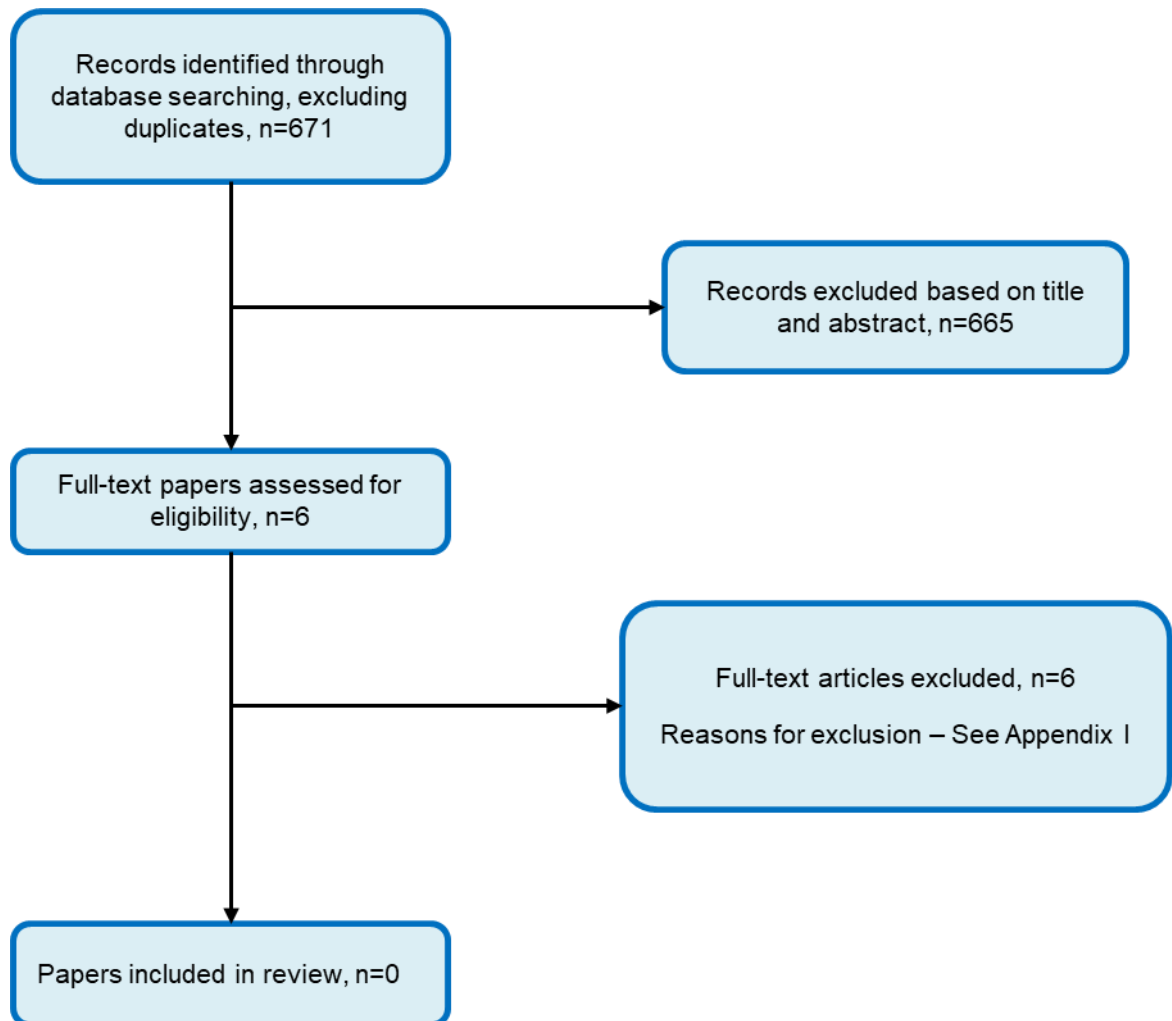 Records identified through
database searching, excluding
duplicates, n=671
Records excluded based on title
and abstract, n=665
Full-text papers assessed for
eligibility, n=6
Full-text articles excluded, n=6
Reasons for exclusion – See Appendix I
Papers included in review, n=0